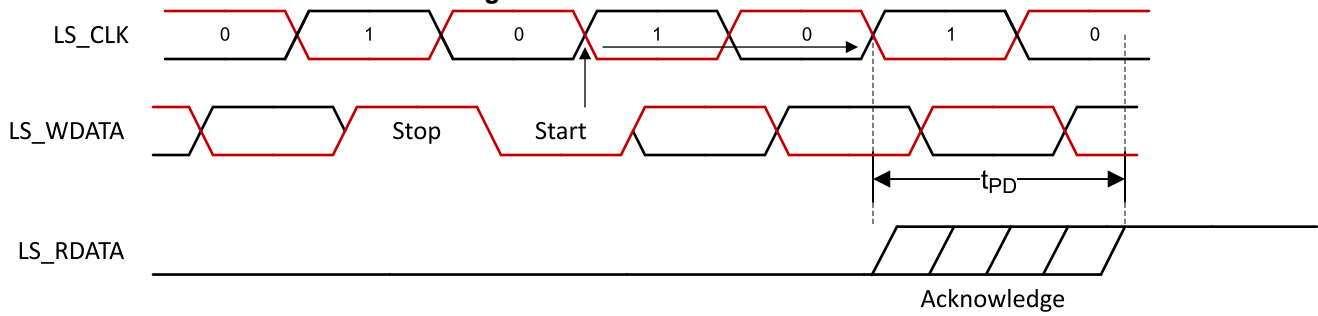 LS_CLK 0 1 0 1 0 1 0
LS_WDATA Stop Start
tPD
LS_RDATA
Acknowledge